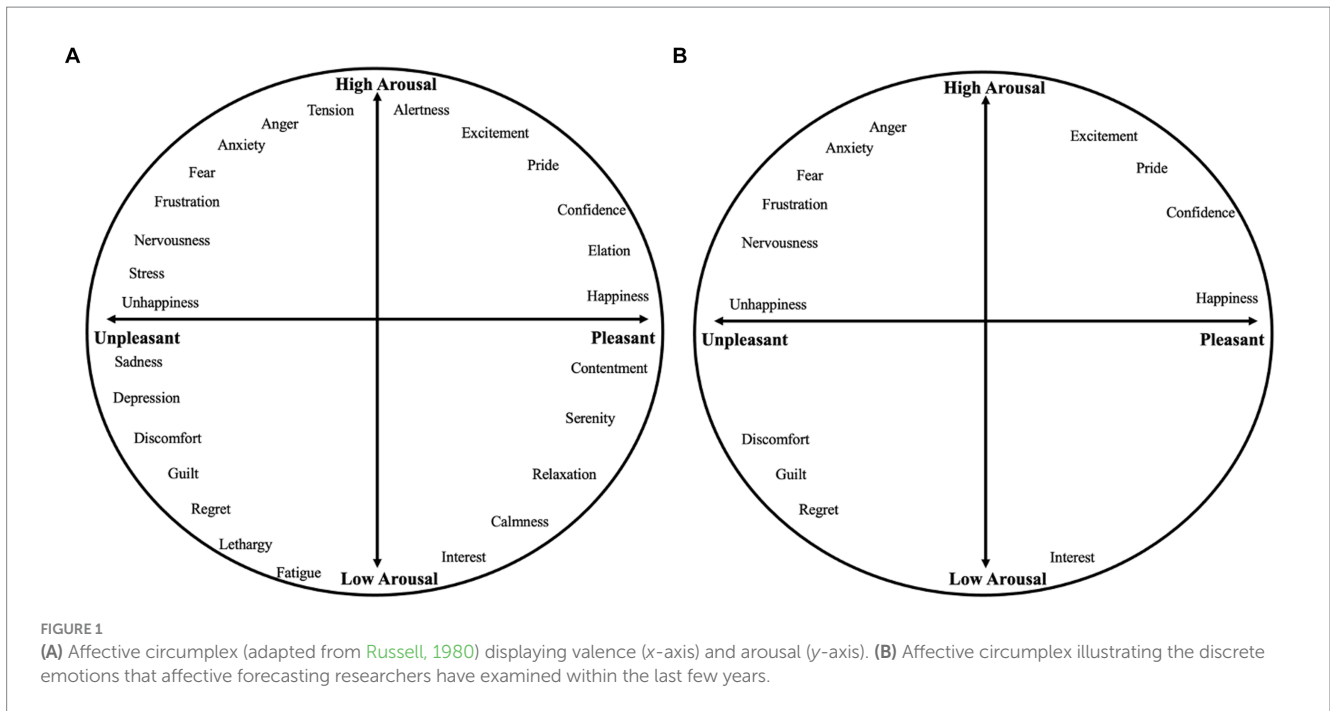 A
B
High Arousal
Tension
Alertness
Anger
Excitement
Anxiety
Pride
Fear
Frustration
Confidence
Nervousness
Elation
Stress
Happiness
Unhappiness
Unpleasant
Pleasant
Sadness
Contentment
Depression
Serenity
Discomfort
Guilt
Relaxation
Regret
Calmness
Lethargy
Interest
Fatigue
Low Arousal
High Arousal
Anger
Excitement
Anxiety
Pride
Fear
Frustration
Confidence
Nervousness
Happiness
Unhappiness
Unpleasant
Pleasant
Discomfort
Guilt
Regret
Interest
Low Arousal
FIGURE 1
(A) Affective circumplex (adapted from Russell, 1980) displaying valence (x-axis) and arousal (y-axis). (B) Affective circumplex illustrating the discrete
emotions that affective forecasting researchers have examined within the last few years.